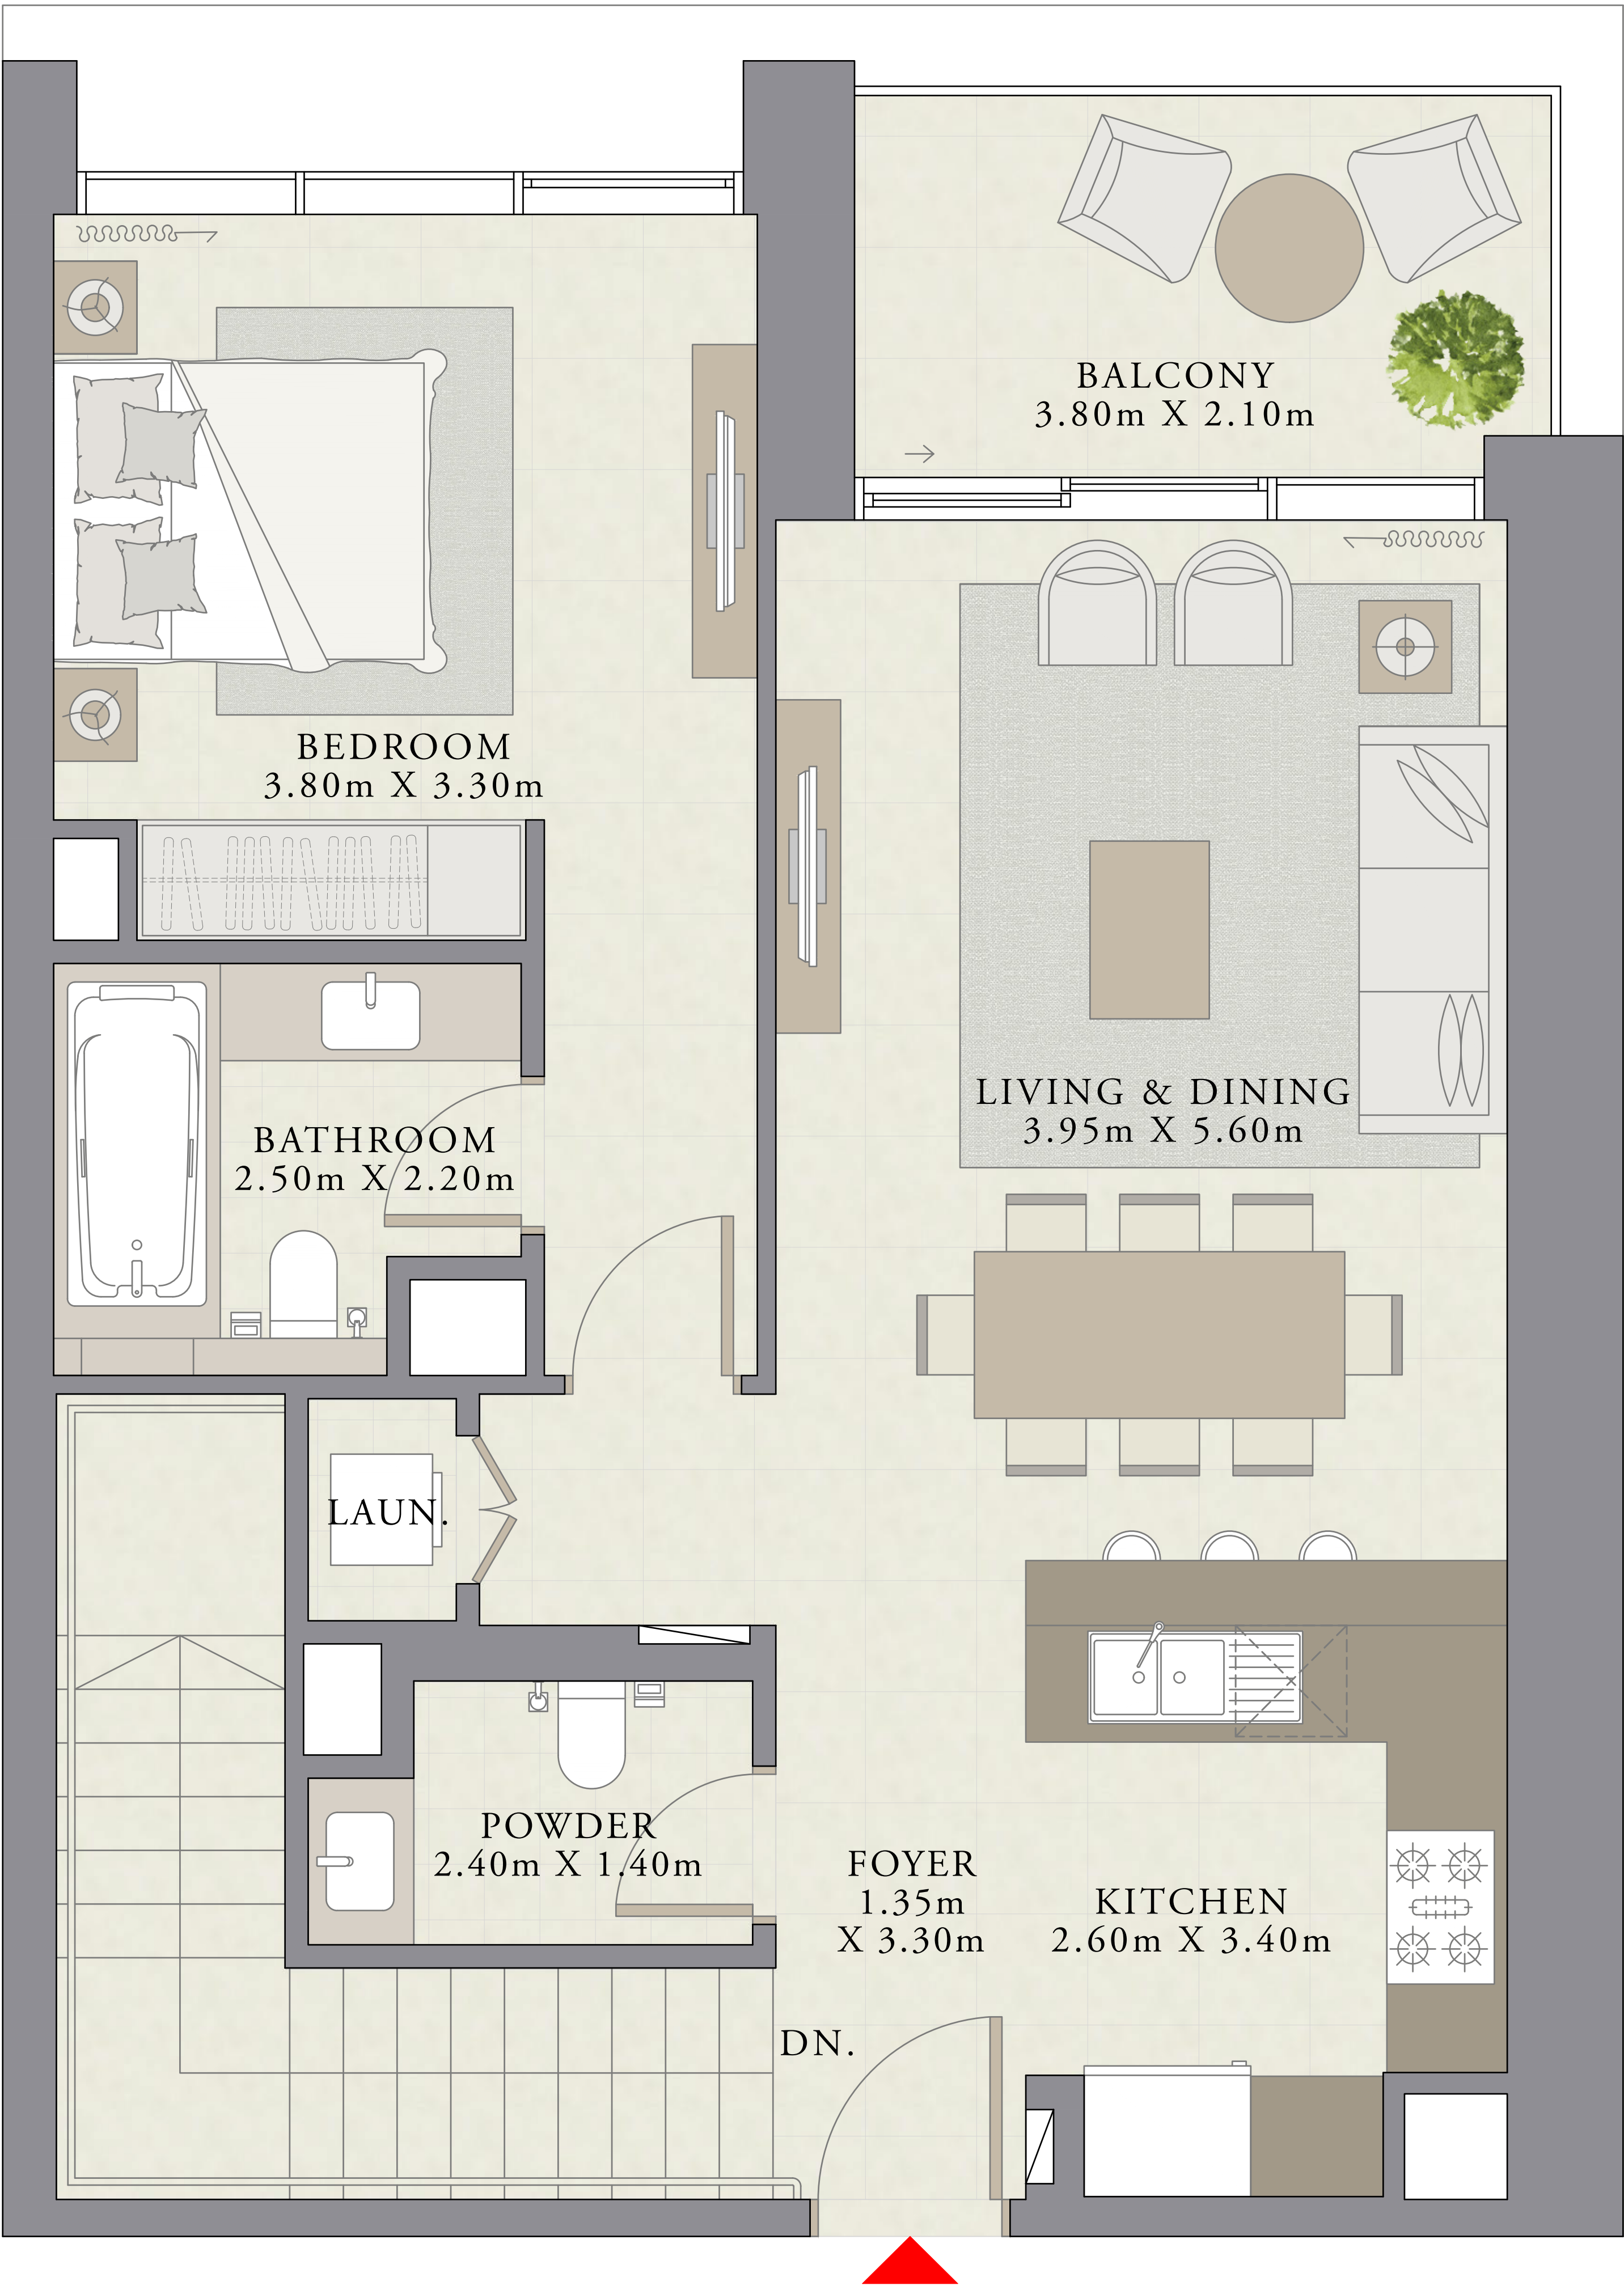 BALCONY
3.80m X 2.10m
BEDROOM
3.80m X 3.30m
LIVING & DINING
3.95m X 5.60m
BATHROOM
2.50m X 2.20m
LAUN.
POWDER
2.40m X 1.40m
FOYER
1.35m
X 3.30m
KITCHEN
2.60m X 3.40m
DN.